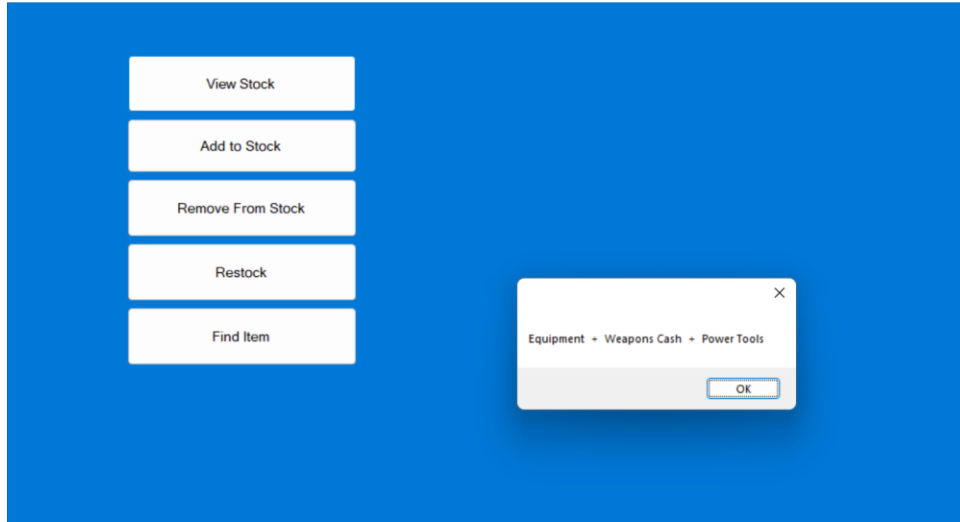 View Stock
Add to Stock
Remove From Stock
Restock
Find Item
Equipment + Weapons Cash + Power Tools
OK